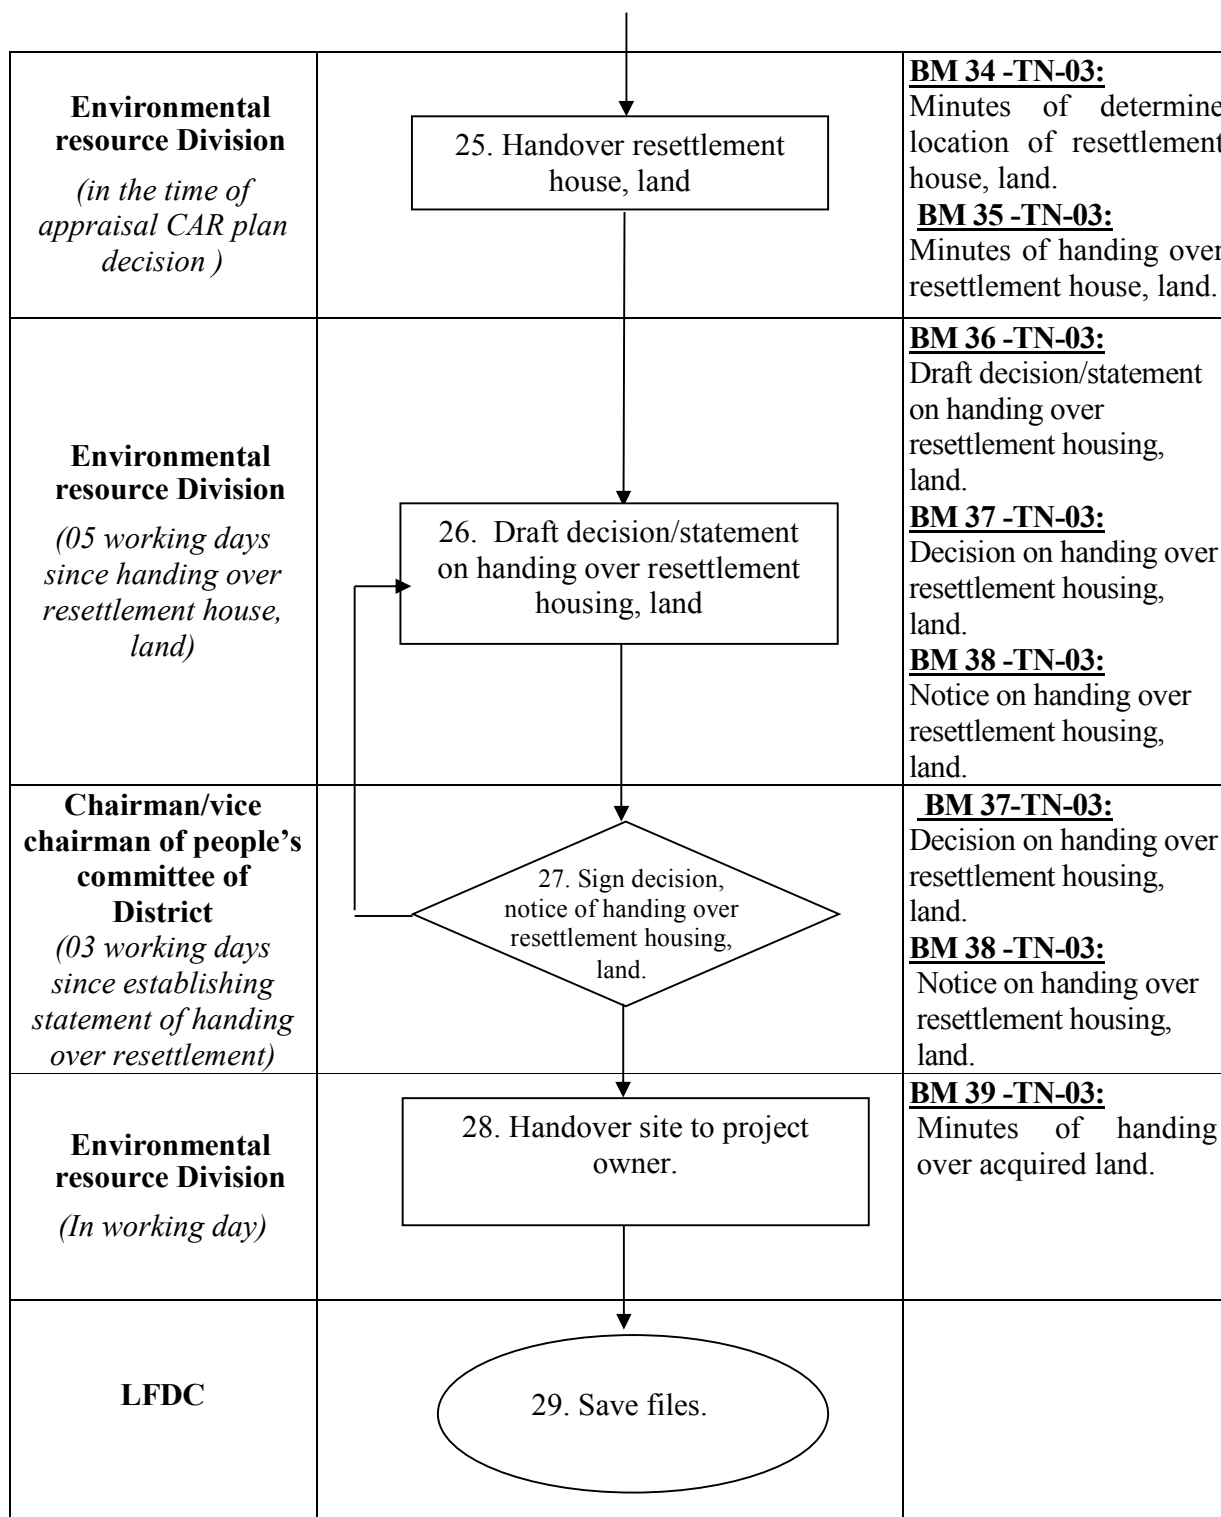 Environmental
resource Division
(in the time of
appraisal CAR plan
decision )
25. Handover resettlement
house, land
BM 34 -TN-03:
Minutes of determine
location of resettlement
house, land.
BM 35 -TN-03:
Minutes of handing over
resettlement house, land.
Environmental
resource Division
(05 working days
since handing over
resettlement house,
land)
26. Draft decision/statement
on handing over resettlement
housing, land
BM 36 -TN-03:
Draft decision/statement
on handing over
resettlement housing,
land.
BM 37 -TN-03:
Decision on handing over
resettlement housing,
land.
BM 38 -TN-03:
Notice on handing over
resettlement housing,
land.
Chairman/vice
chairman of people’s
committee of
District
(03 working days
since establishing
statement of handing
over resettlement)
27. Sign decision,
notice of handing over
resettlement housing,
land.
BM 37-TN-03:
Decision on handing over
resettlement housing,
land.
BM 38 -TN-03:
Notice on handing over
resettlement housing,
land.
Environmental
resource Division
(In working day)
28. Handover site to project
owner.
BM 39 -TN-03:
Minutes of handing
over acquired land.
LFDC
29. Save files.